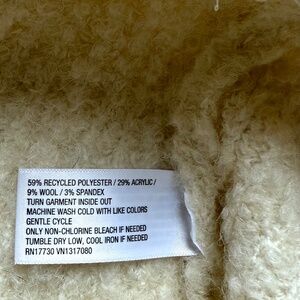 59% RECYCLED POLYESTER / 29% ACRYLIC /
9% WOOL / 3% SPANDEX
TURN GARMENT INSIDE OUT
MACHINE WASH COLD WITH LIKE COLORS
GENTLE CYCLE
ONLY NON-CHLORINE BLEACH IF NEEDED
TUMBLE DRY LOW, COOL IRON IF NEEDED
RN17730 VN1317080